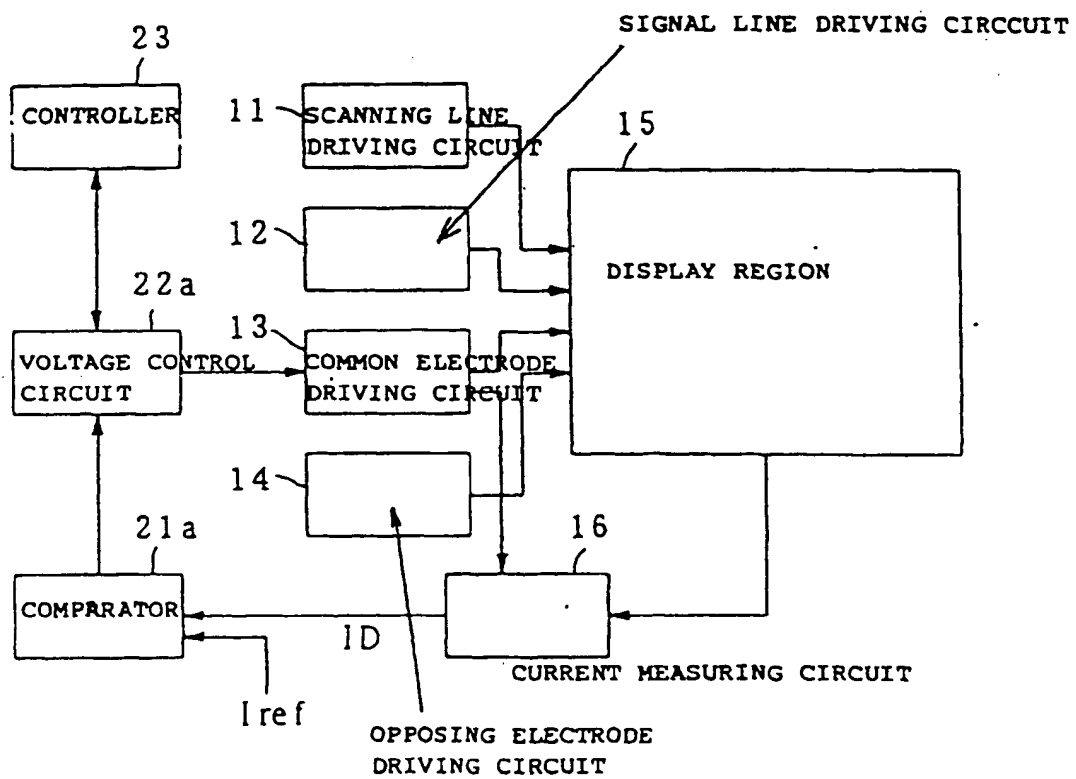 SIGNAL LINE DRIVING CIRCCUIT
23
CONTROLLER
11
SCANNING LINE
DRIVING CIRCUIT
15
12
DISPLAY REGION
22a
VOLTAGE CONTROL
CIRCUIT
13
COMMON ELECTRODE
DRIVING CIRCUIT
14
21a
COMPARATOR
16
ID
CURRENT MEASURING CIRCUIT
Iref
OPPOSING ELECTRODE
DRIVING CIRCUIT